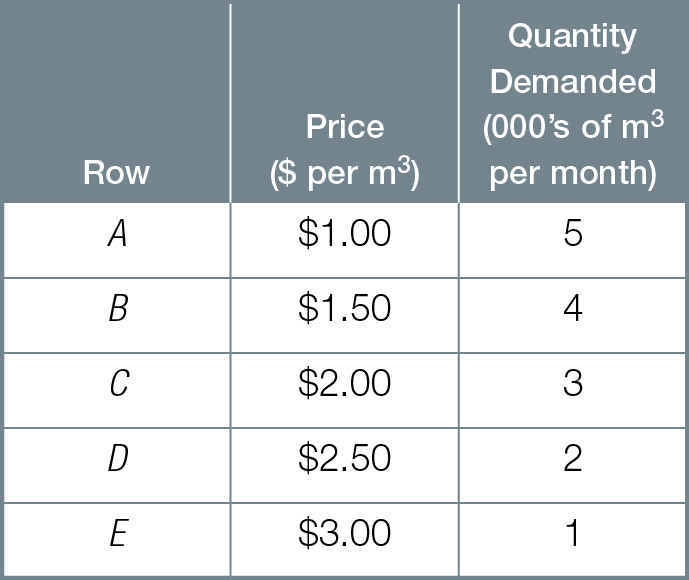 Row
Price
($ per m³)
Quantity
Demanded
(000's of m³
per month)
A $1.00 5
B $1.50 4
C $2.00 3
D $2.50 2
E $3.00 1